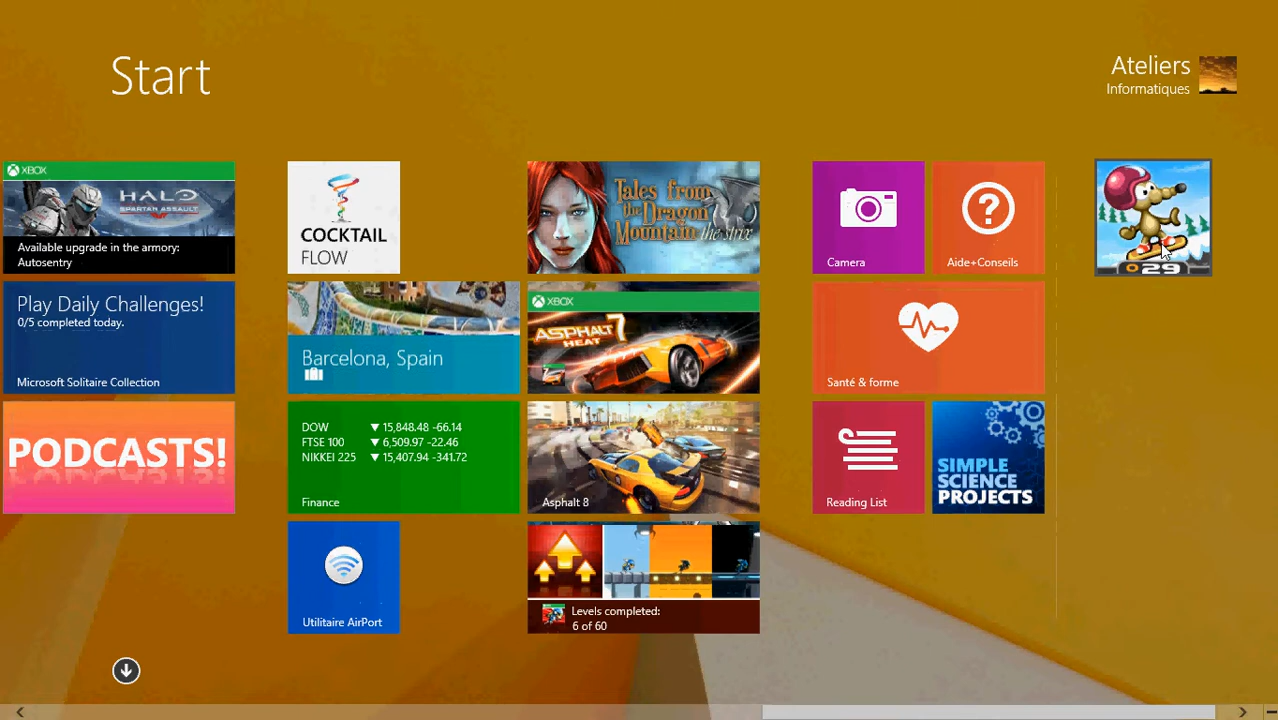 Start
Ateliers
Informatiques
XBOX
HALO
SPARTAN ASSAULT
Available upgrade in the armory:
Autosentry
Play Daily Challenges!
0/5 completed today.
Microsoft Solitaire Collection
PODCASTS!
COCKTAIL
FLOW
Barcelona, Spain
DOW ▼ 15,848.48 -66.14
FTSE 100 ▼ 6,509.97 -22.46
NIKKEI 225 ▼ 15,407.94 -341.72
Finance
Utilitaire AirPort
Tales from
the Dragon
Mountain the strix
XBOX
ASPHALT 7
HEAT
Asphalt 8
Levels completed:
6 of 60
Camera
Aide+Conseils
Santé & forme
Reading List
SIMPLE
SCIENCE
PROJECTS
29